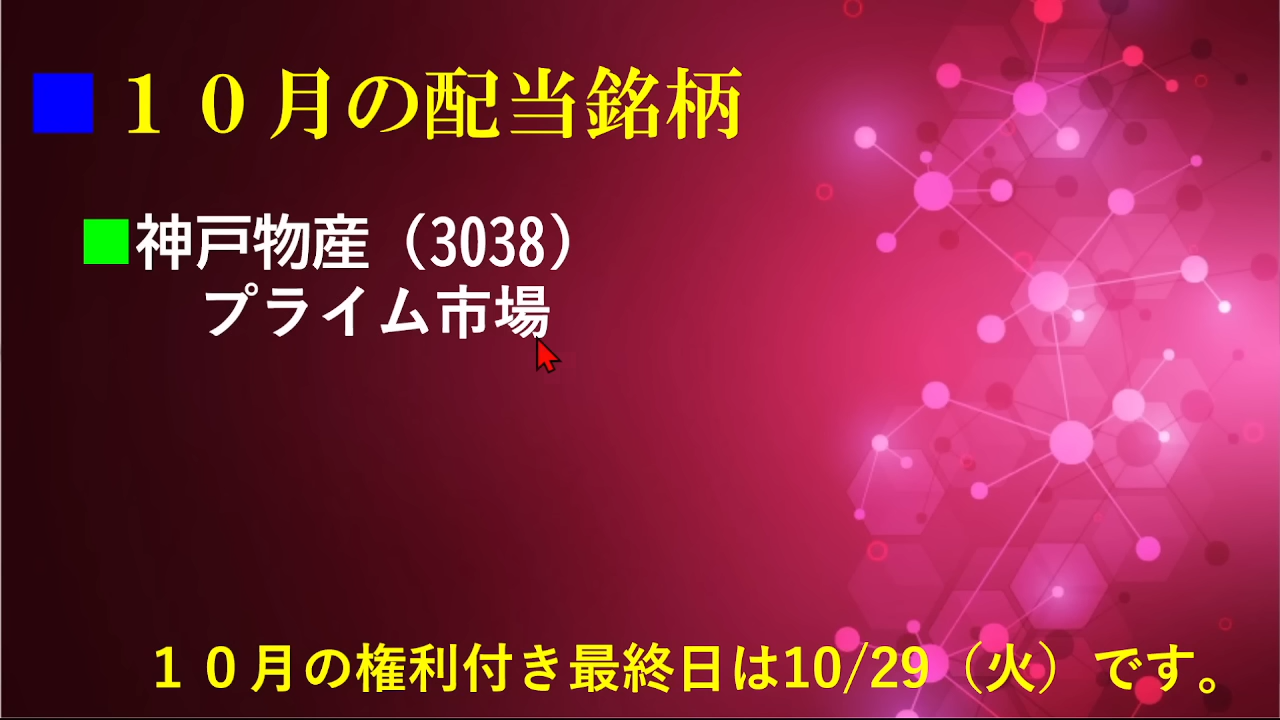 ■１０月の配当銘柄
■神戸物産（3038）
プライム市場
１０月の権利付き最終日は10/29（火）です。